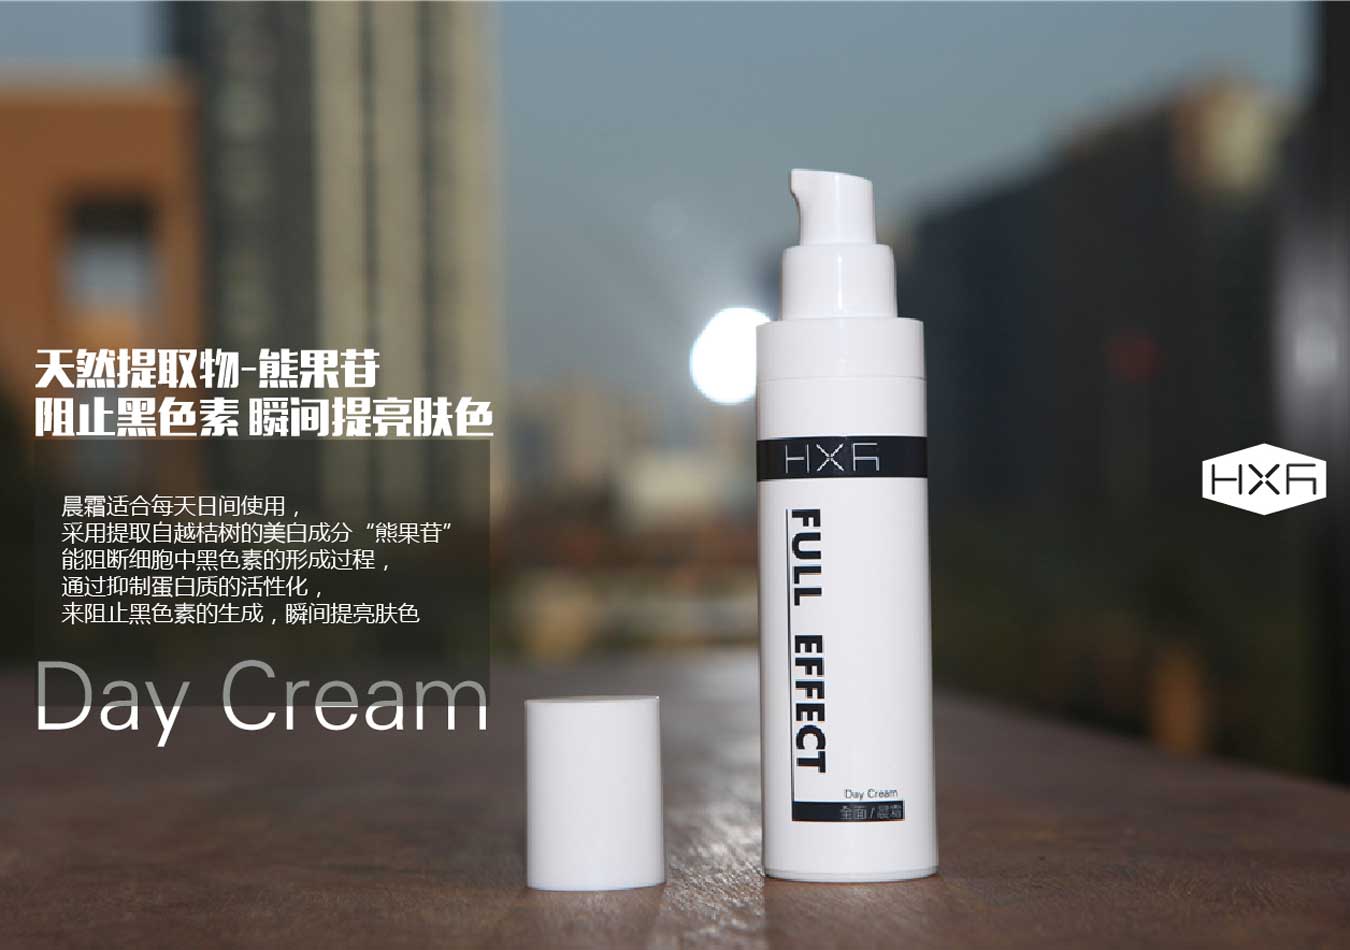 天然提取物-熊果苷
阻止黑色素 瞬间提亮肤色
晨霜适合每天日间使用，
采用提取自越桔树的美白成分“熊果苷”
能阻断细胞中黑色素的形成过程，
通过抑制蛋白质的活性化，
来阻止黑色素的生成，瞬间提亮肤色
Day Cream
HXA
FULL EFFECT
Day Cream
全面 / 晨霜
HXA